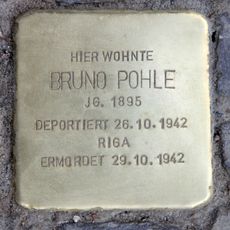 HIER WOHNTE
BRUNO POHLE
JG. 1895
DEPORTIERT 26.10.1942
RIGA
ERMORDET 29.10.1942